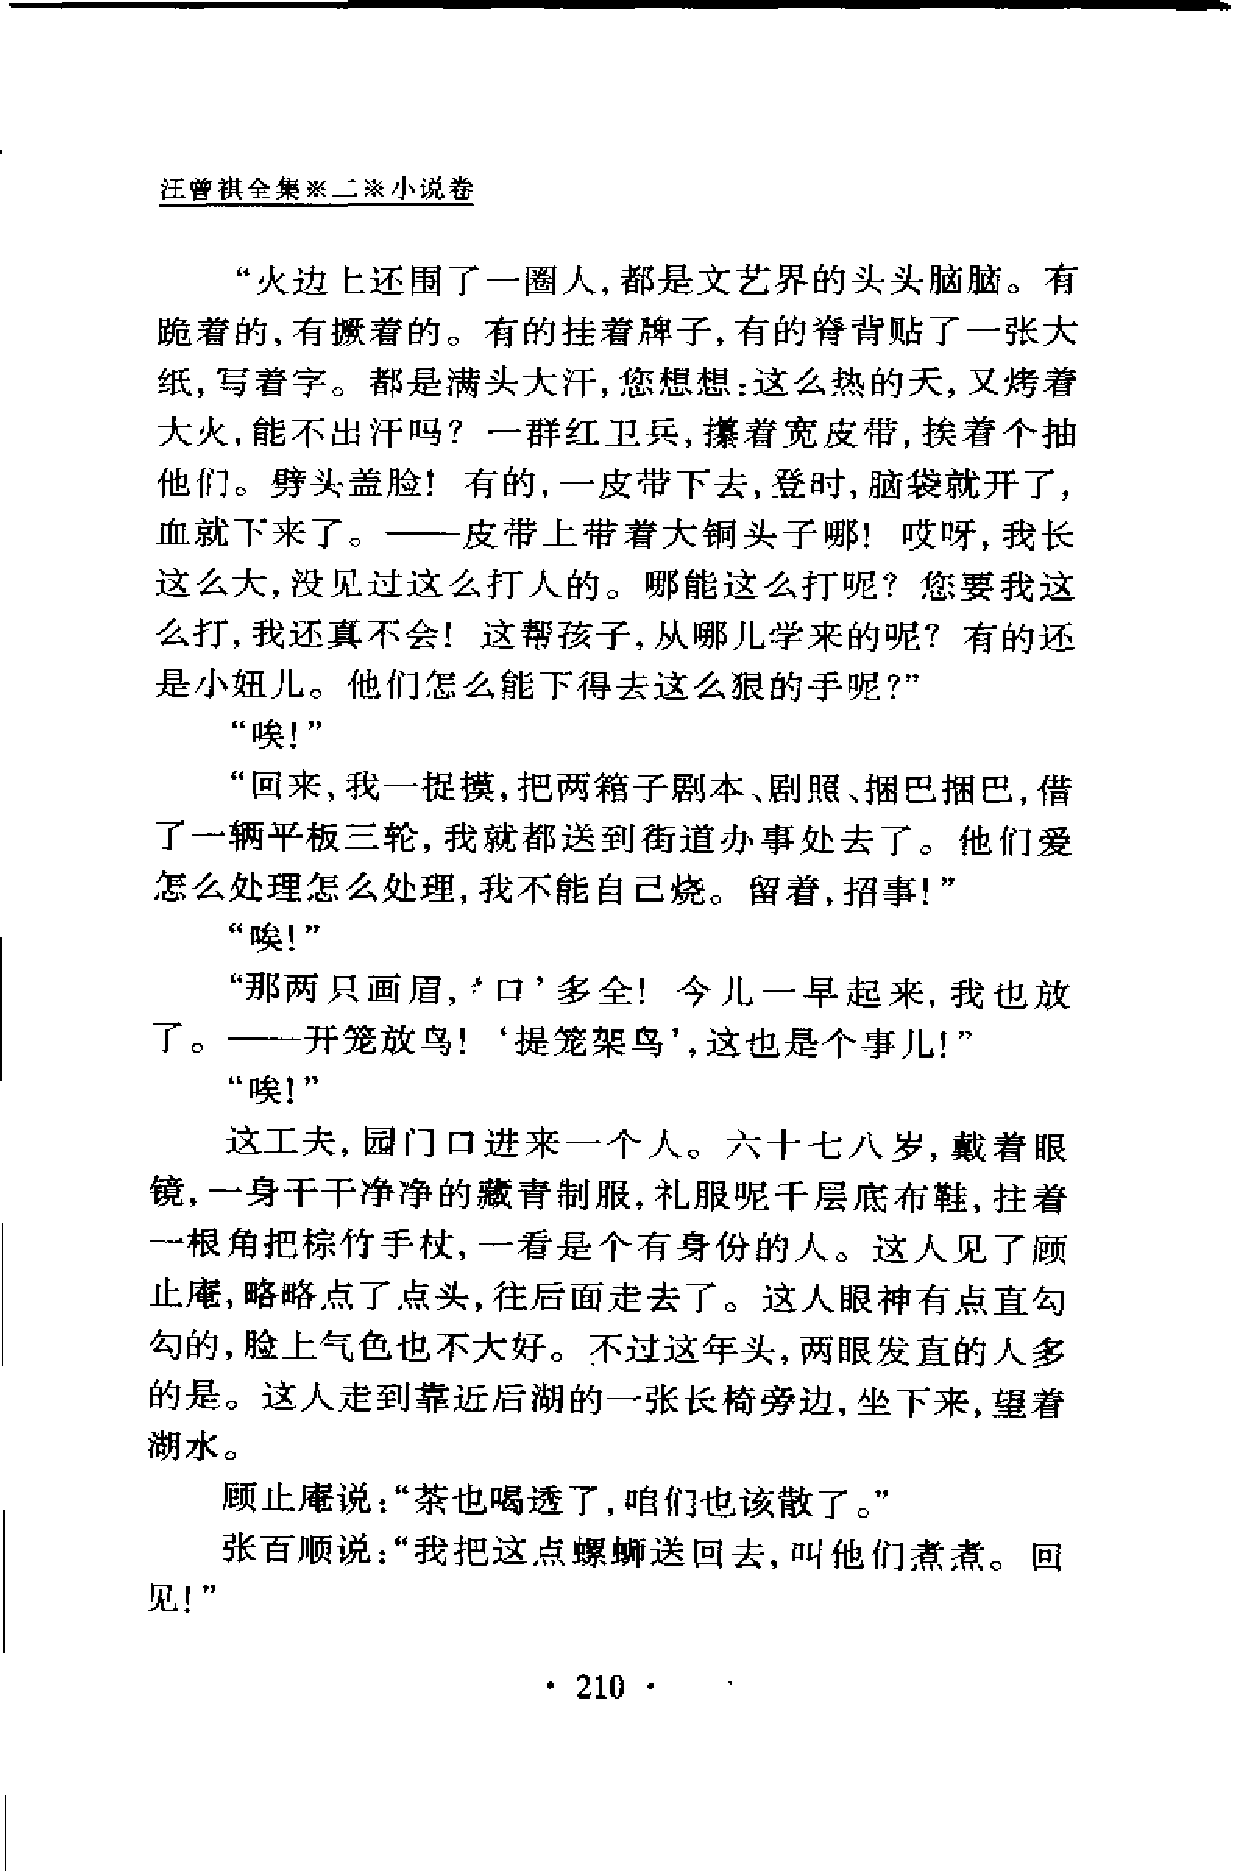 汪曾祺全集※二※小说卷
“火边上还围了一圈人,都是文艺界的头头脑脑。有
跪着的,有撅着的。有的挂着牌子,有的脊背贴了一张大
纸,写着字。都是满头大汗,您想想:这么热的天,又烤着
大火,能不出汗吗? 一群红卫兵,攥着宽皮带,挨着个抽
他们。劈头盖脸! 有的,一皮带下去,登时,脑袋就开了,
血就下来了。——皮带上带着大铜头子哪! 哎呀,我长
这么大,没见过这么打人的。哪能这么打呢? 您要我这
么打,我还真不会! 这帮孩子,从哪儿学来的呢? 有的还
是小妞儿。他们怎么能下得去这么狠的手呢?”
“唉!”
“回来,我一捉摸,把两箱子剧本、剧照、捆巴捆巴,借
了一辆平板三轮,我就都送到街道办事处去了。他们爱
怎么处理怎么处理,我不能自己烧。留着,招事!”
“唉!”
“那两只画眉,‘口’多全! 今儿一早起来,我也放
了。——开笼放鸟! ‘提笼架鸟’,这也是个事儿!”
“唉!”
这工夫,园门口进来一个人。六十七八岁,戴着眼
镜,一身干干净净的藏青制服,礼服呢千层底布鞋,拄着
一根角把棕竹手杖,一看是个有身份的人。这人见了顾
止庵,略略点了点头,往后面走去了。这人眼神有点直勾
勾的,脸上气色也不大好。不过这年头,两眼发直的人多
的是。这人走到靠近后湖的一张长椅旁边,坐下来,望着
湖水。
顾止庵说:“茶也喝透了,咱们也该散了。”
张百顺说:“我把这点螺蛳送回去,叫他们煮煮。回
见!”
· 210 ·